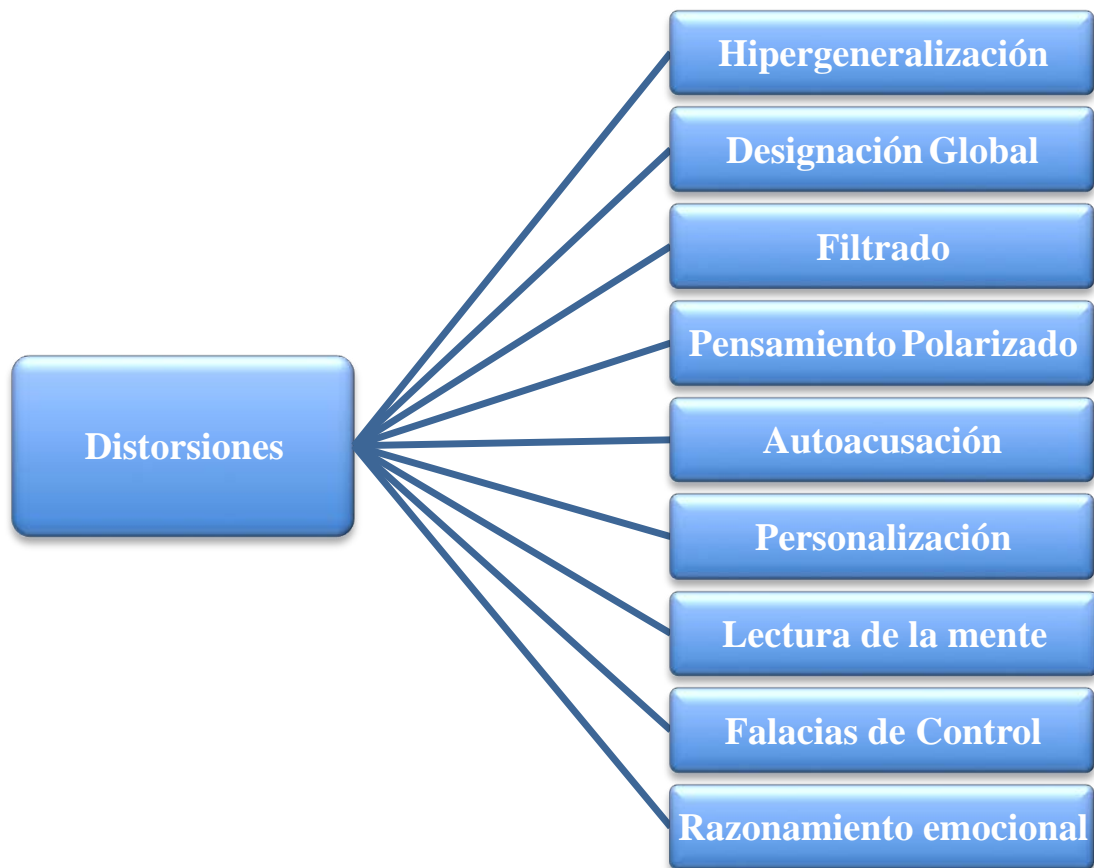 Distorsiones
Hipergeneralización
Designación Global
Filtrado
Pensamiento Polarizado
Autoacusación
Personalización
Lectura de la mente
Falacias de Control
Razonamiento emocional